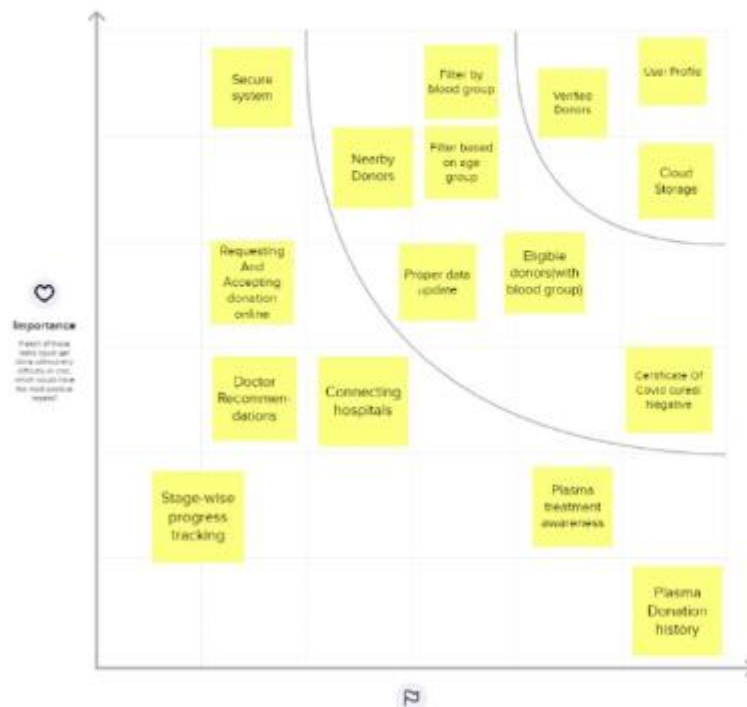 Secure
system
Filter by
blood group
Verified
Donors
User Profile
Neerby
Donors
Filter based
on age
group
Cloud
Storage
Requesting
And
Accepting
donation
online
Proper data
update
Eligible
donors(with
blood group)
Importance
Doctor
Recommen-
dations
Connecting
hospitals
Certificate Of
Covid cured/
Negative
Stage-wise
progress
tracking
Plasma
treatment
awareness
Plasma
Donation
history